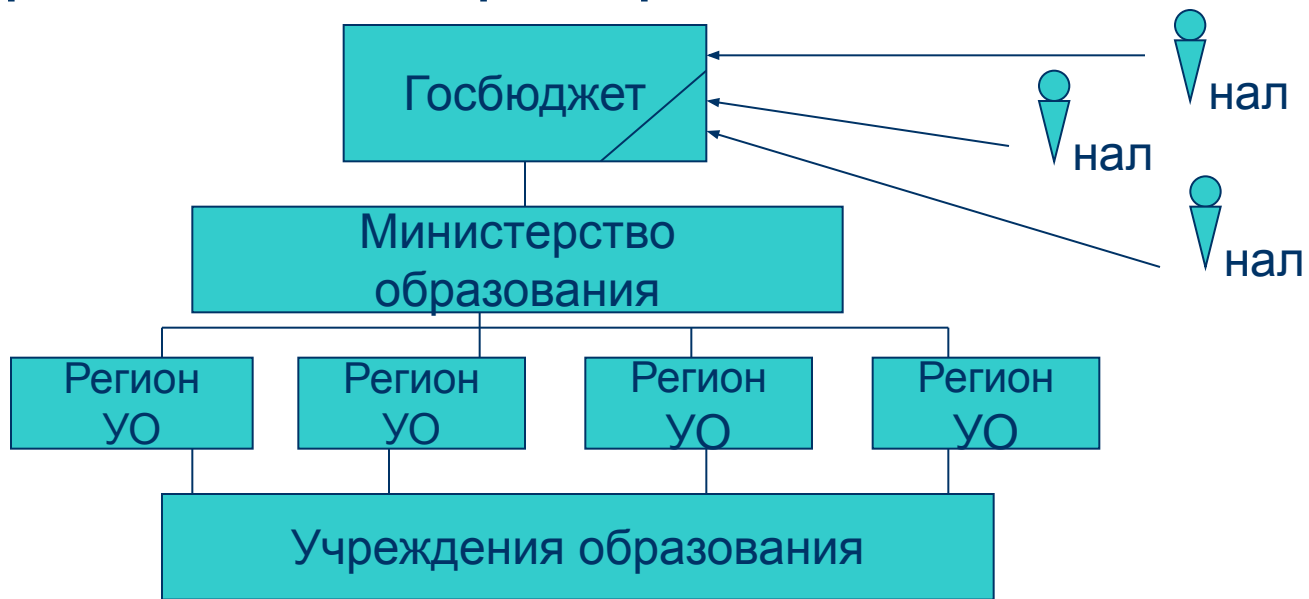 Госбюджет
нал
нал
нал
Министерство
образования
Регион
УО
Регион
УО
Регион
УО
Регион
УО
Учреждения образования